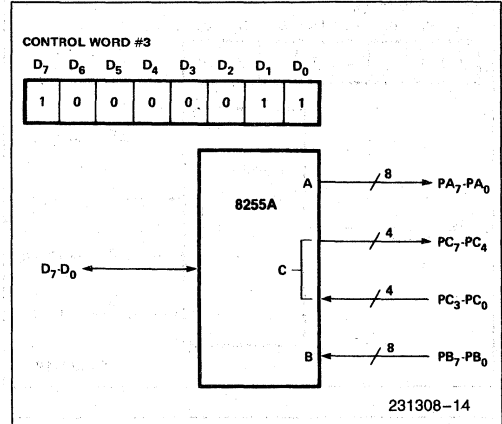 CONTROL WORD #3
D7 D6 D5 D4 D3 D2 D1 D0
1 0 0 0 0 0 1 1
8255A
A
8
PA7-PA0
4
PC7-PC4
D7-D0
C
4
PC3-PC0
B
8
PB7-PB0
231308-14